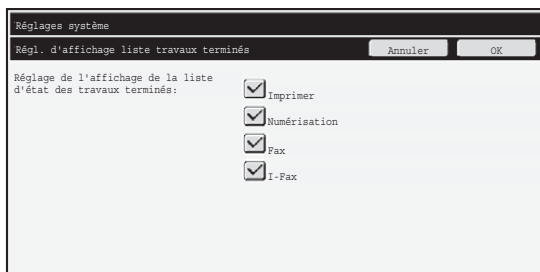 Réglages système
Régl. d'affichage liste travaux terminés
Annuler
OK
Réglage de l'affichage de la liste
d'état des travaux terminés:
Imprimer
Numérisation
Fax
I-Fax